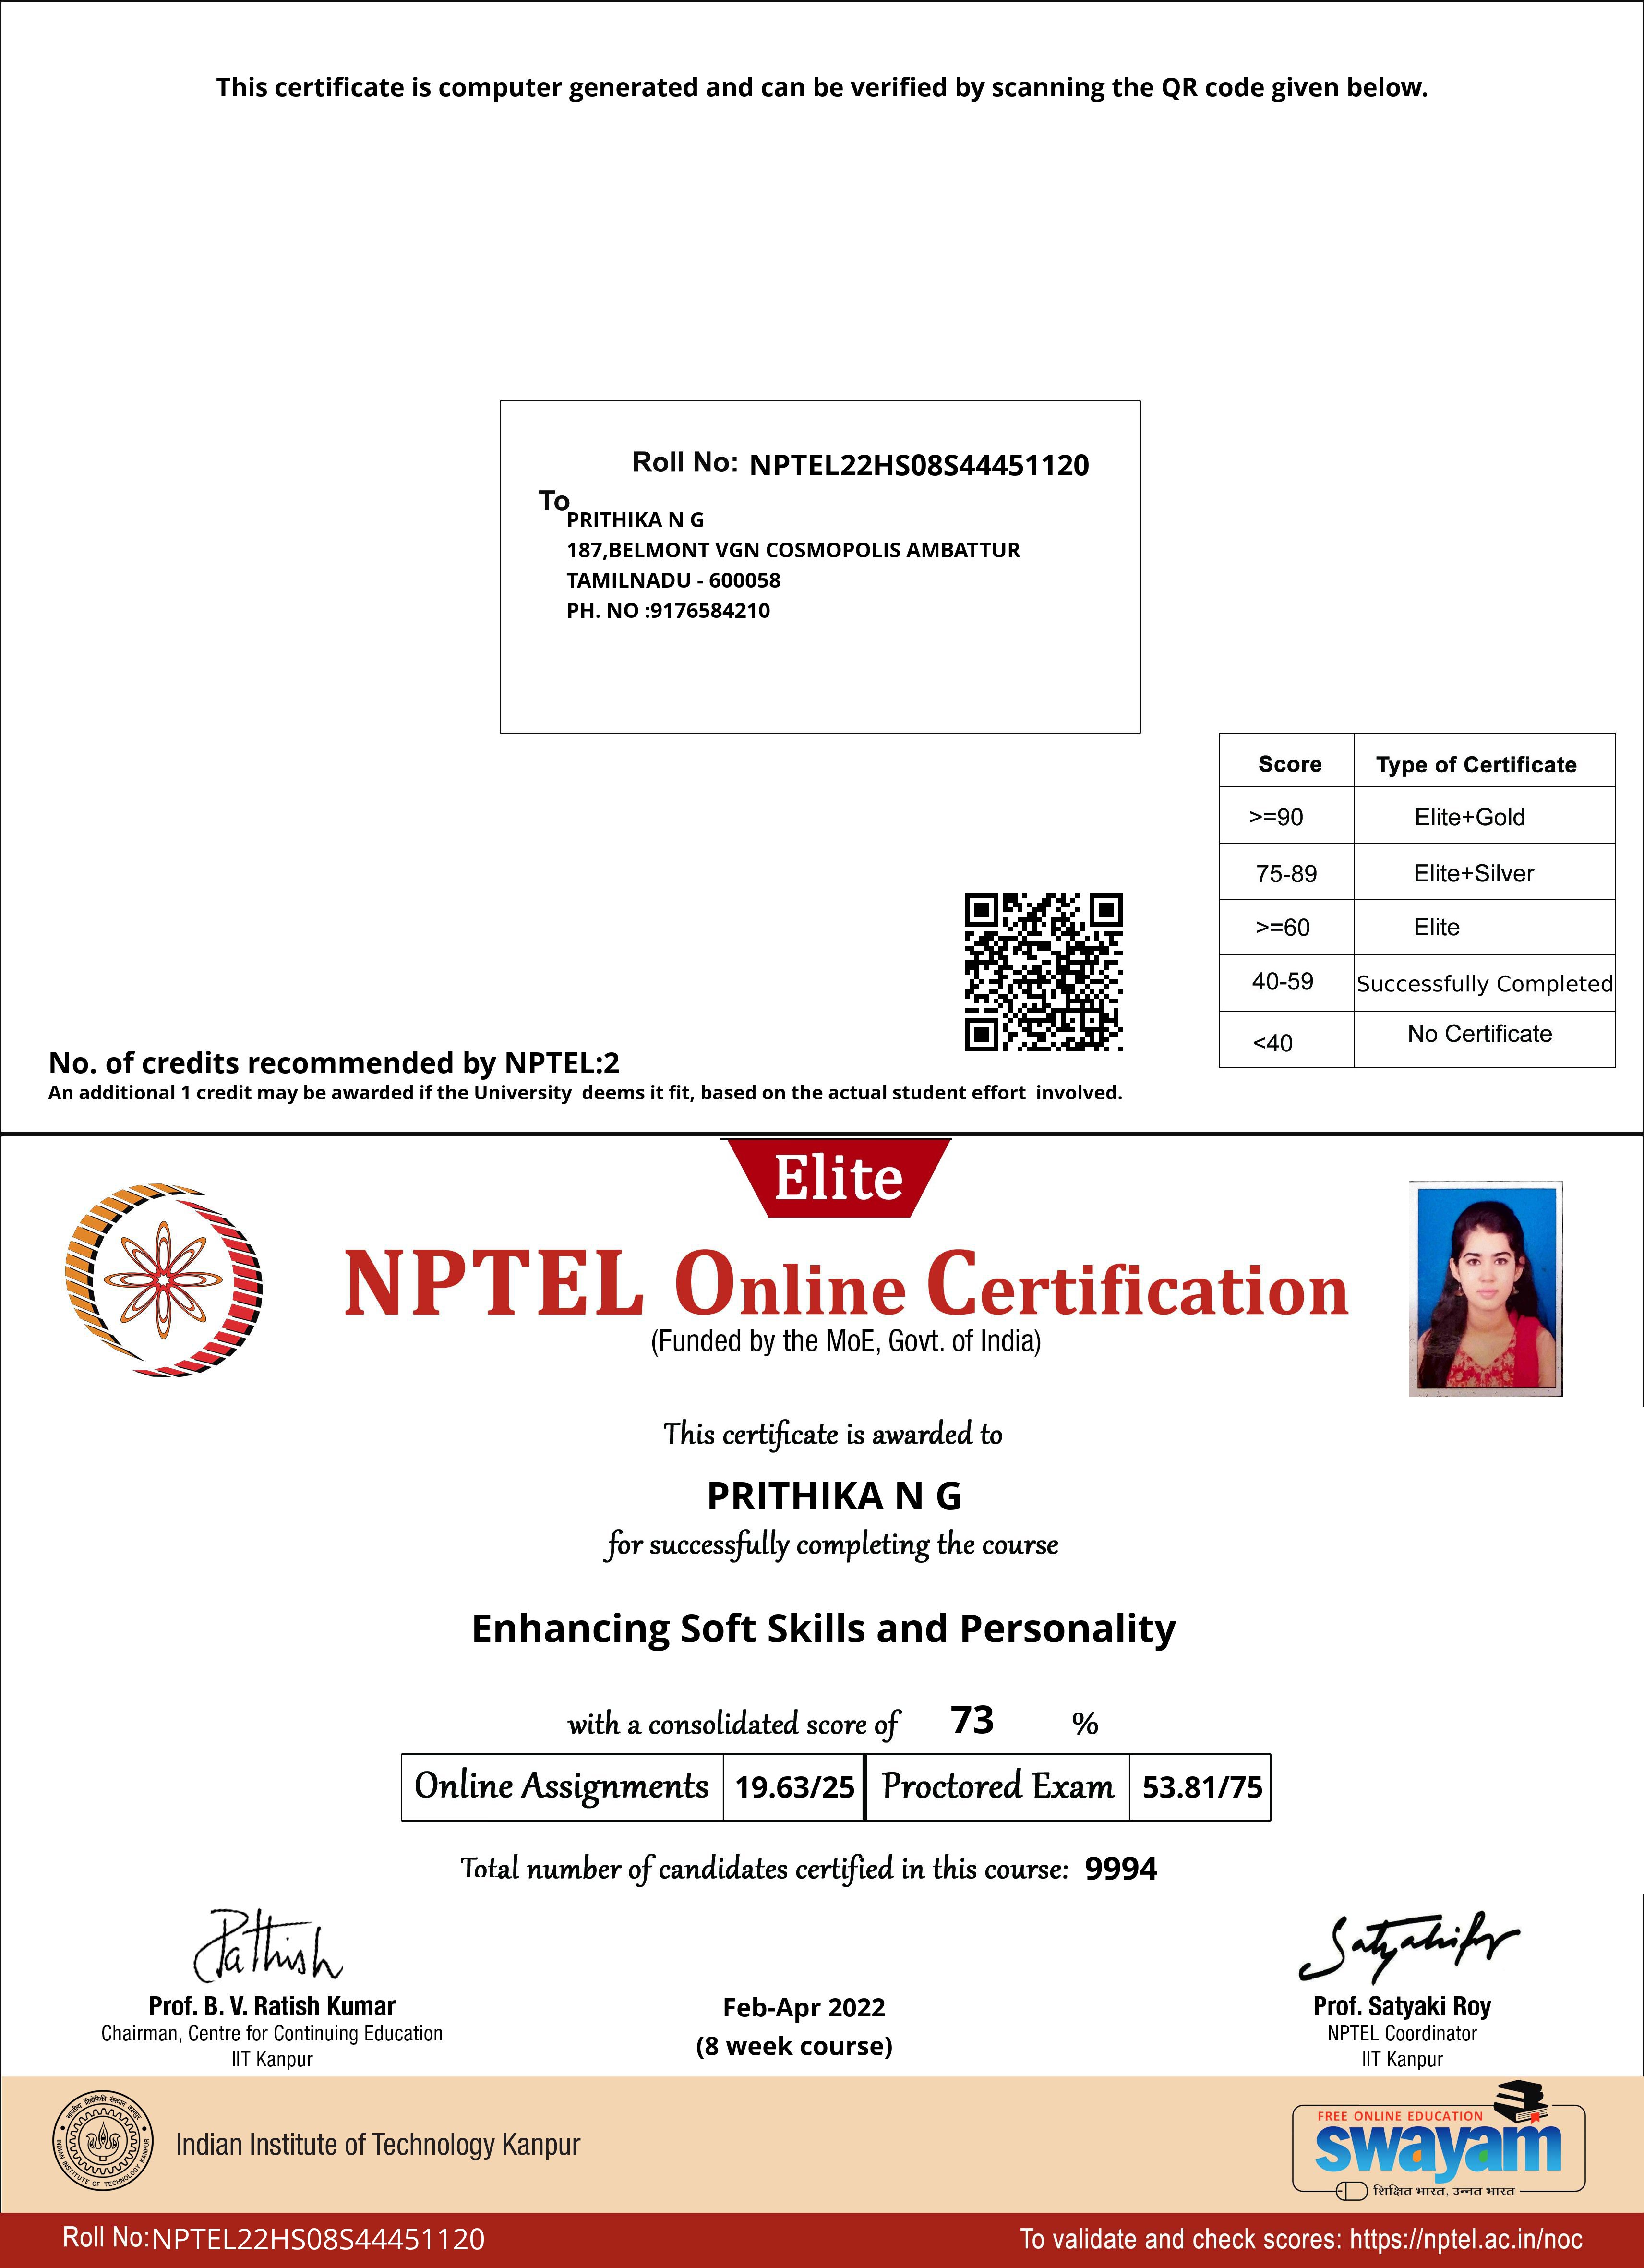 This certificate is computer generated and can be verified by scanning the QR code given below.
Roll No: NPTEL22HS08S44451120
To
PRITHIKA N G
187,BELMONT VGN COSMOPOLIS AMBATTUR
TAMILNADU - 600058
PH. NO :9176584210
Score Type of Certificate
>=90 Elite+Gold
75-89 Elite+Silver
>=60 Elite
40-59 Successfully Completed
<40 No Certificate
No. of credits recommended by NPTEL:2
An additional 1 credit may be awarded if the University deems it fit, based on the actual student effort involved.
Elite
NPTEL Online Certification
(Funded by the MoE, Govt. of India)
This certificate is awarded to
PRITHIKA N G
for successfully completing the course
Enhancing Soft Skills and Personality
with a consolidated score of 73 %
Online Assignments 19.63/25 Proctored Exam 53.81/75
Total number of candidates certified in this course: 9994
Prof. B. V. Ratish Kumar
Chairman, Centre for Continuing Education
IIT Kanpur
Feb-Apr 2022
(8 week course)
Prof. Satyaki Roy
NPTEL Coordinator
IIT Kanpur
INDIAN INSTITUTE OF TECHNOLOGY KANPUR
Indian Institute of Technology Kanpur
FREE ONLINE EDUCATION
swayam
शिक्षित भारत, उन्नत भारत
Roll No: NPTEL22HS08S44451120
To validate and check scores: https://nptel.ac.in/noc